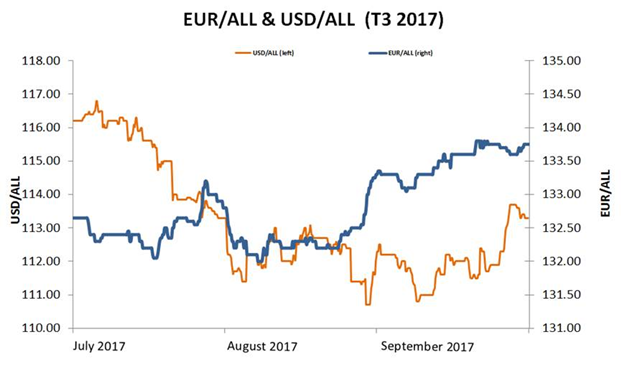 EUR/ALL & USD/ALL (T3 2017)
USD/ALL (left) EUR/ALL (right)
118.00 135.00
117.00 134.50
116.00 134.00
115.00 133.50
114.00 133.00
113.00 132.50
112.00 132.00
111.00 131.50
110.00 131.00
USD/ALL
EUR/ALL
July 2017 August 2017 September 2017